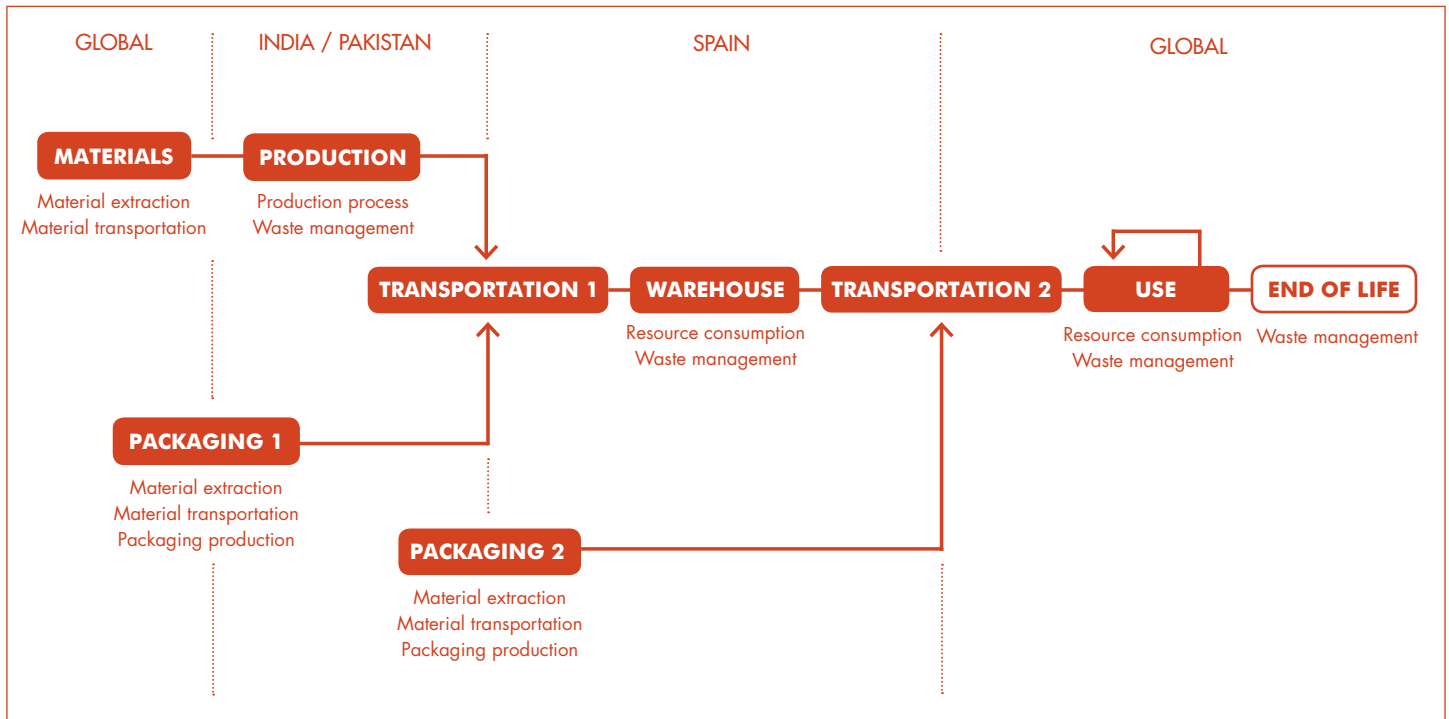 GLOBAL
INDIA / PAKISTAN
SPAIN
GLOBAL
MATERIALS
Material extraction
Material transportation
PRODUCTION
Production process
Waste management
TRANSPORTATION 1
WAREHOUSE
Resource consumption
Waste management
TRANSPORTATION 2
USE
Resource consumption
Waste management
END OF LIFE
Waste management
PACKAGING 1
Material extraction
Material transportation
Packaging production
PACKAGING 2
Material extraction
Material transportation
Packaging production